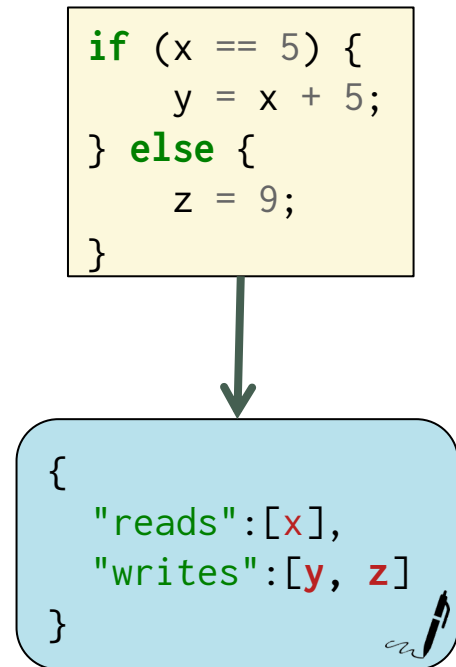 if (x == 5) {
    y = x + 5;
} else {
    z = 9;
}
{
  "reads":[x],
  "writes":[y, z]
}